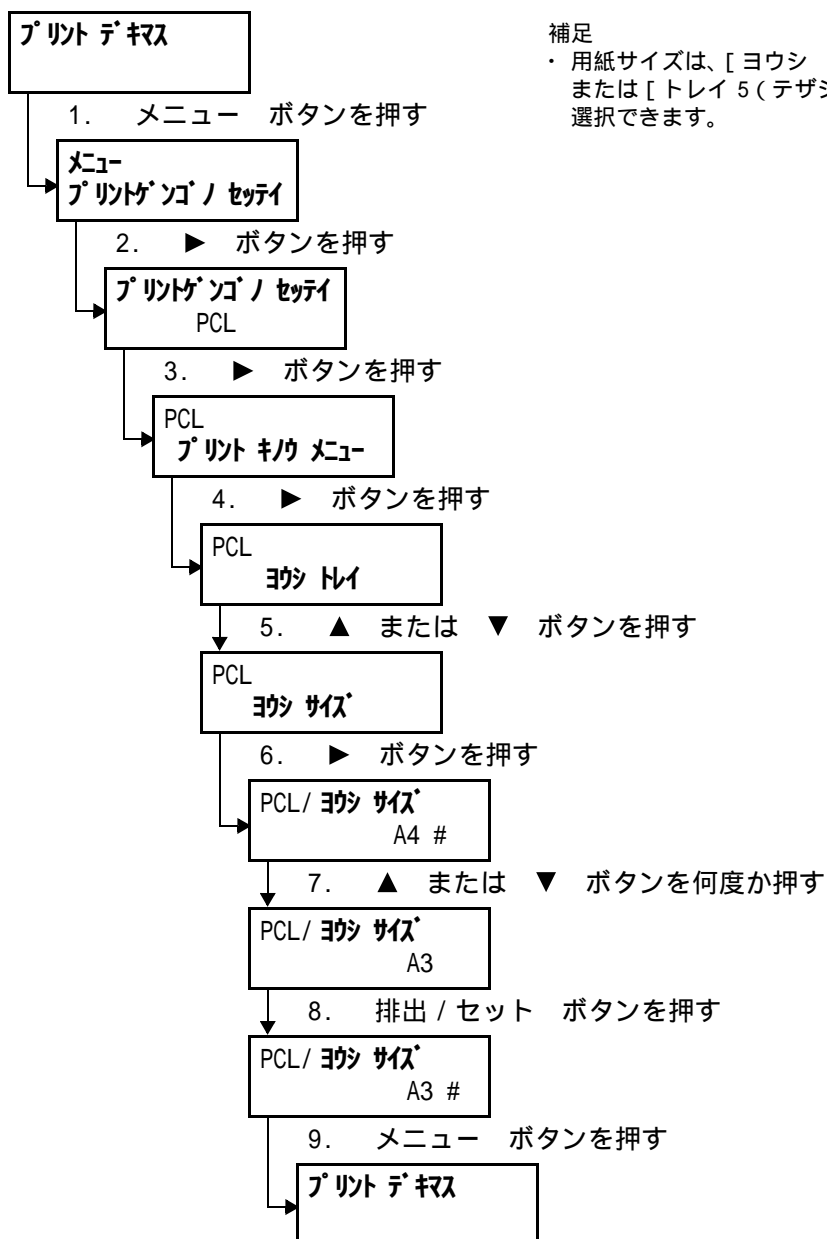 プリント デキマス
補足
・ 用紙サイズは、[ ヨウシ
または [ トレイ 5 ( テザシ
選択できます。
1. メニュー ボタンを押す
メニュー
プリントゲンゴノ セッテイ
2. ▶ ボタンを押す
プリントゲンゴノ セッテイ
PCL
3. ▶ ボタンを押す
PCL
プリント キノウ メニュー
4. ▶ ボタンを押す
PCL
ヨウシ トレイ
5. ▲ または ▼ ボタンを押す
PCL
ヨウシ サイズ
6. ▶ ボタンを押す
PCL/ ヨウシ サイズ
A4 #
7. ▲ または ▼ ボタンを何度か押す
PCL/ ヨウシ サイズ
A3
8. 排出 / セット ボタンを押す
PCL/ ヨウシ サイズ
A3 #
9. メニュー ボタンを押す
プリント デキマス